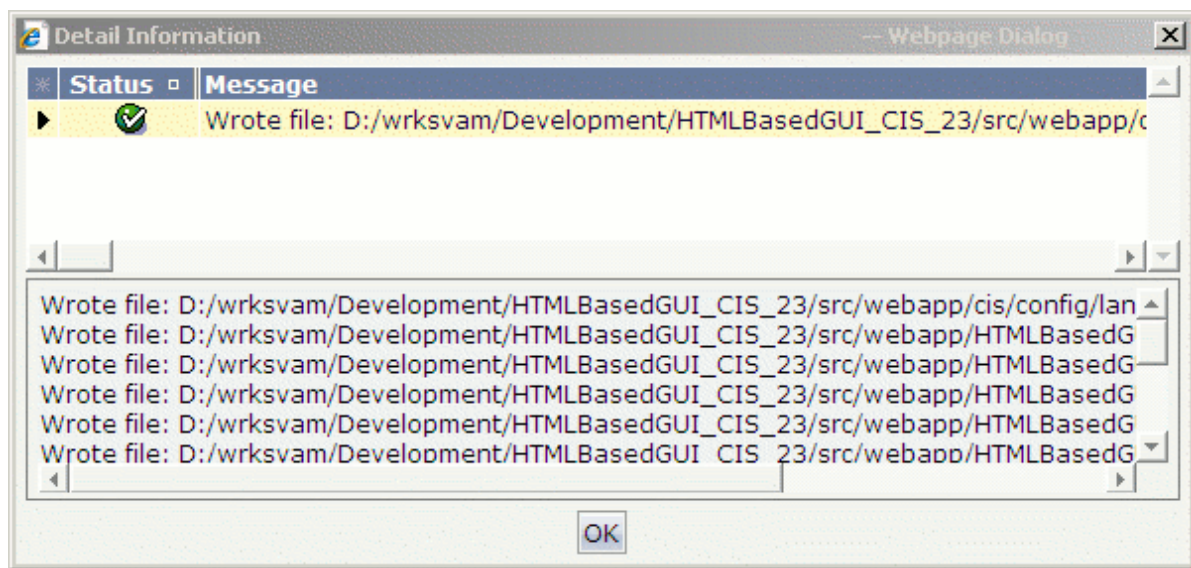 Detail Information -- Webpage Dialog
Status Message
Wrote file: D:/wrksvam/Development/HTMLBasedGUI_CIS_23/src/webapp/c
Wrote file: D:/wrksvam/Development/HTMLBasedGUI_CIS_23/src/webapp/cis/config/lan
Wrote file: D:/wrksvam/Development/HTMLBasedGUI_CIS_23/src/webapp/HTMLBasedG
Wrote file: D:/wrksvam/Development/HTMLBasedGUI_CIS_23/src/webapp/HTMLBasedG
Wrote file: D:/wrksvam/Development/HTMLBasedGUI_CIS_23/src/webapp/HTMLBasedG
Wrote file: D:/wrksvam/Development/HTMLBasedGUI_CIS_23/src/webapp/HTMLBasedG
Wrote file: D:/wrksvam/Development/HTMLBasedGUI_CIS_23/src/webapp/HTMLBasedG
OK